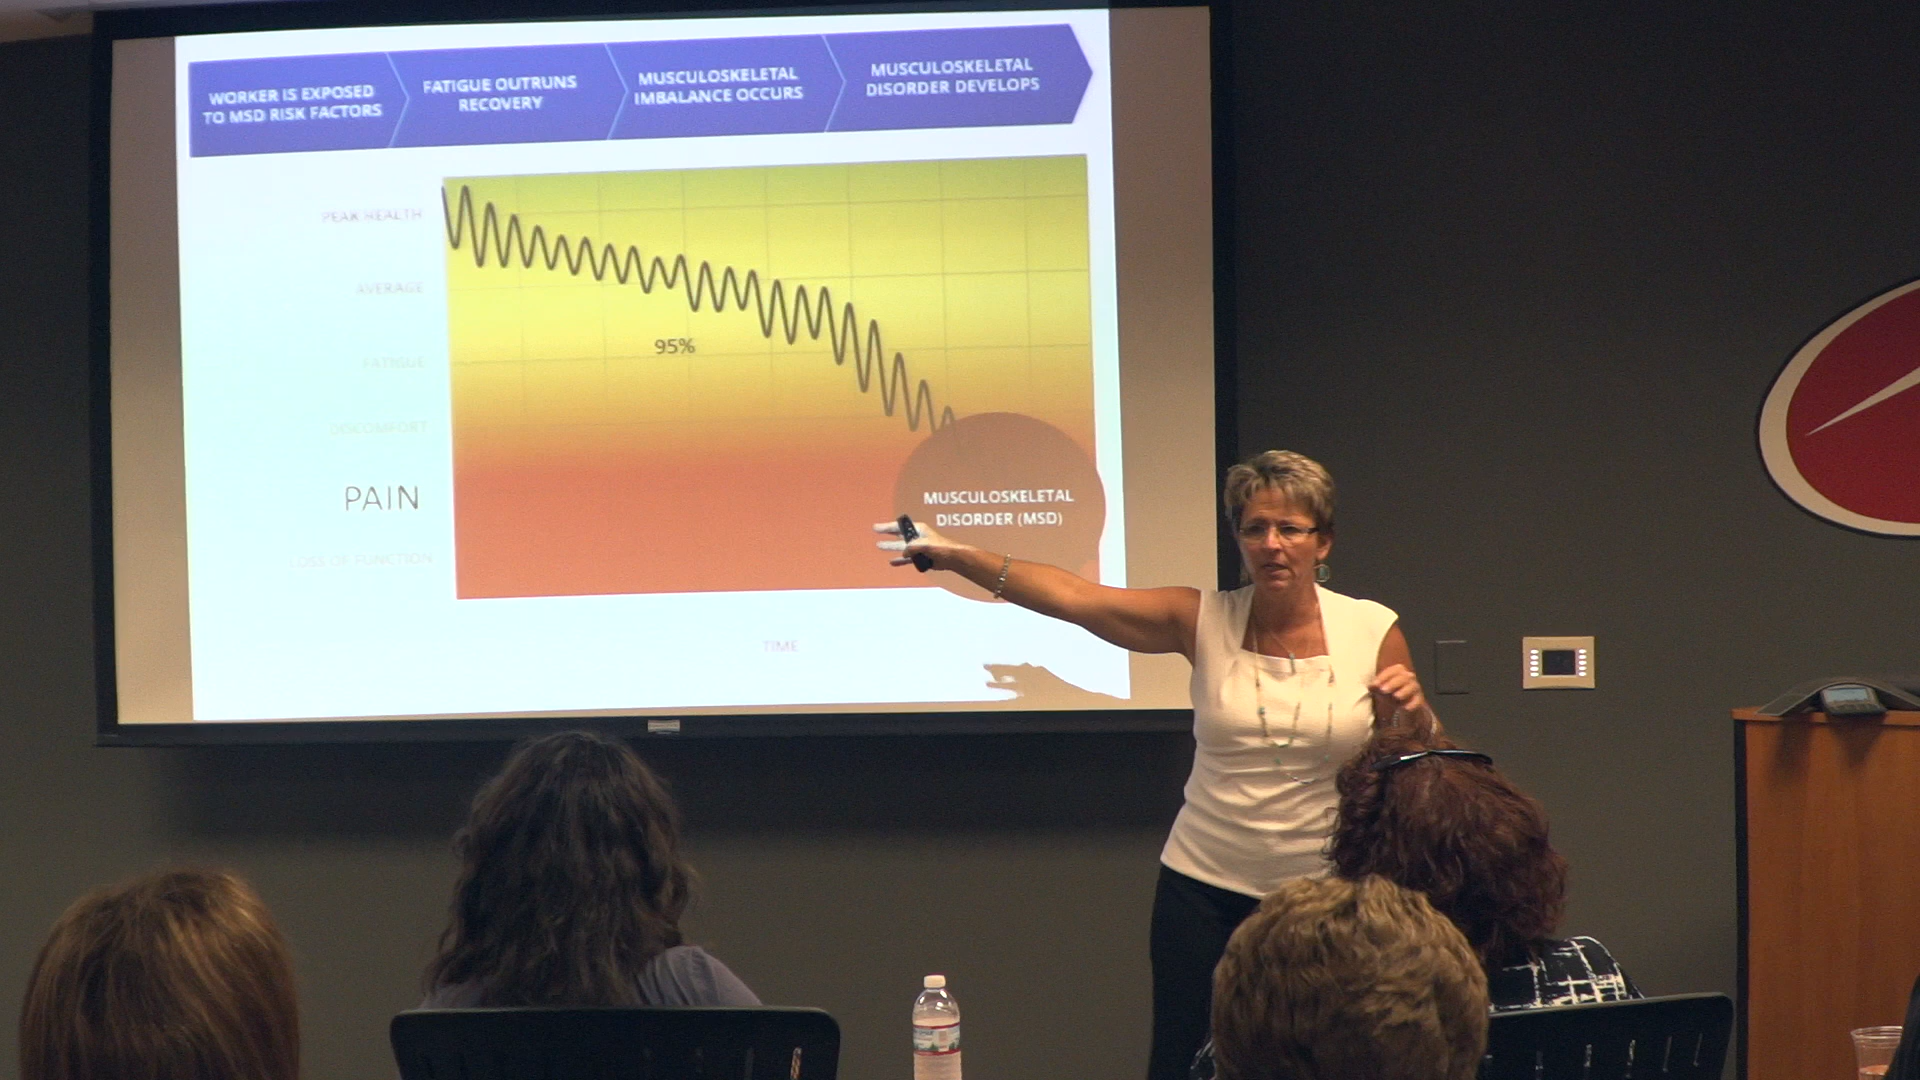 WORKER IS EXPOSED
TO MSD RISK FACTORS
FATIGUE OUTRUNS
RECOVERY
MUSCULOSKELETAL
IMBALANCE OCCURS
MUSCULOSKELETAL
DISORDER DEVELOPS
PEAK HEALTH
AVERAGE
FATIGUE
DISCOMFORT
PAIN
LOSS OF FUNCTION
95%
MUSCULOSKELETAL
DISORDER (MSD)
TIME